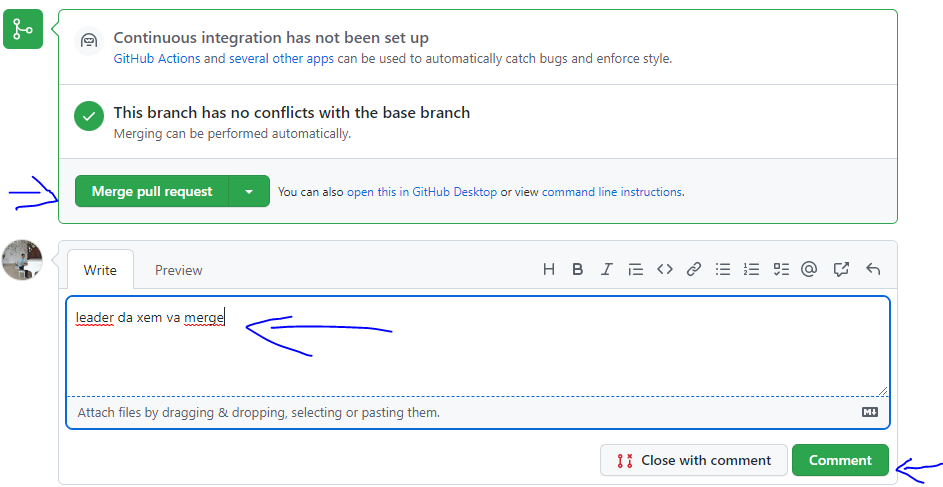 Continuous integration has not been set up
GitHub Actions and several other apps can be used to automatically catch bugs and enforce style.
This branch has no conflicts with the base branch
Merging can be performed automatically.
Merge pull request
You can also open this in GitHub Desktop or view command line instructions.
Write Preview
leader da xem va merge
Attach files by dragging & dropping, selecting or pasting them.
Close with comment Comment